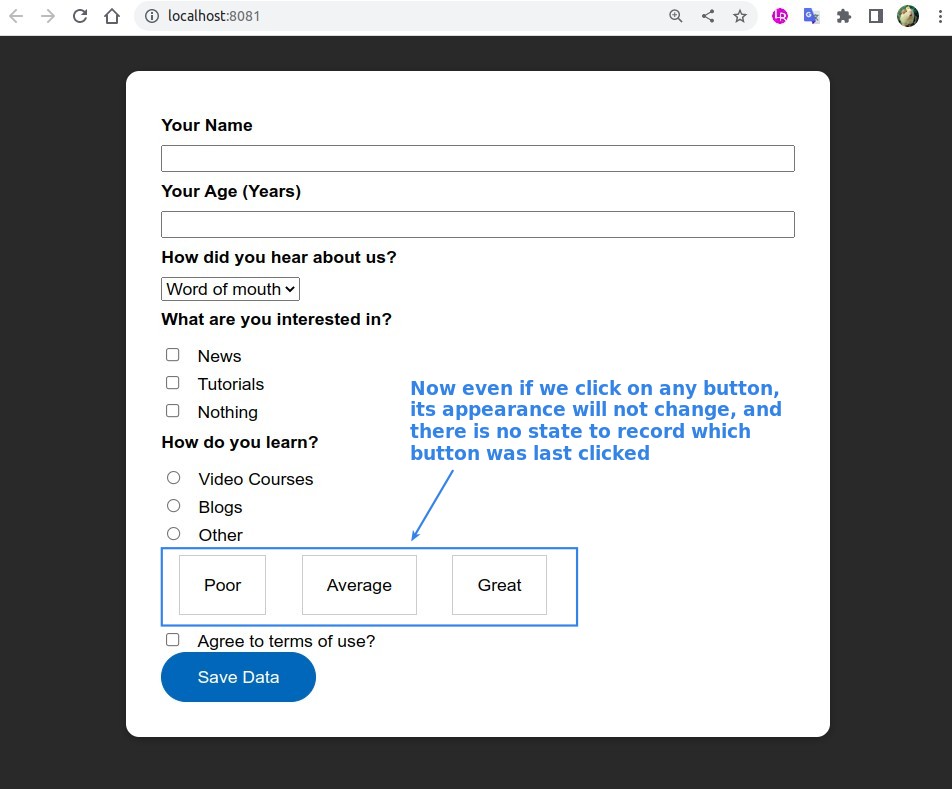 localhost:8081
Your Name
Your Age (Years)
How did you hear about us?
Word of mouth
What are you interested in?
News
Tutorials
Nothing
Now even if we click on any button,
its appearance will not change, and
there is no state to record which
button was last clicked
How do you learn?
Video Courses
Blogs
Other
Poor Average Great
Agree to terms of use?
Save Data